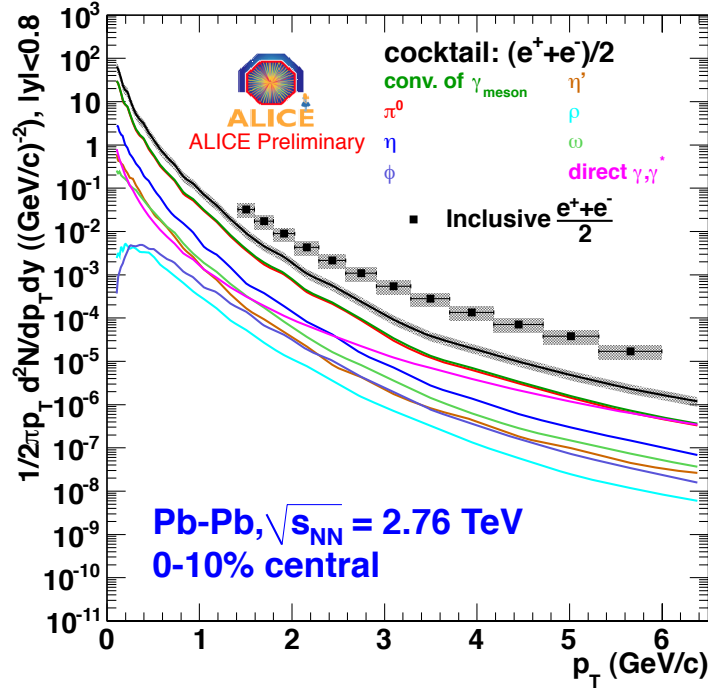 1/2πp_T d²N/dp_Tdy ((GeV/c)⁻²), |y|<0.8
10³
10²
10
1
10⁻¹
10⁻²
10⁻³
10⁻⁴
10⁻⁵
10⁻⁶
10⁻⁷
10⁻⁸
10⁻⁹
10⁻¹⁰
10⁻¹¹
ALICE
ALICE Preliminary
cocktail: (e⁺+e⁻)/2
conv. of γ_meson η'
π⁰ ρ
η ω
φ direct γ,γ*
Inclusive (e⁺+e⁻)/2
Pb-Pb, √s_NN = 2.76 TeV
0-10% central
0 1 2 3 4 5 6
p_T (GeV/c)